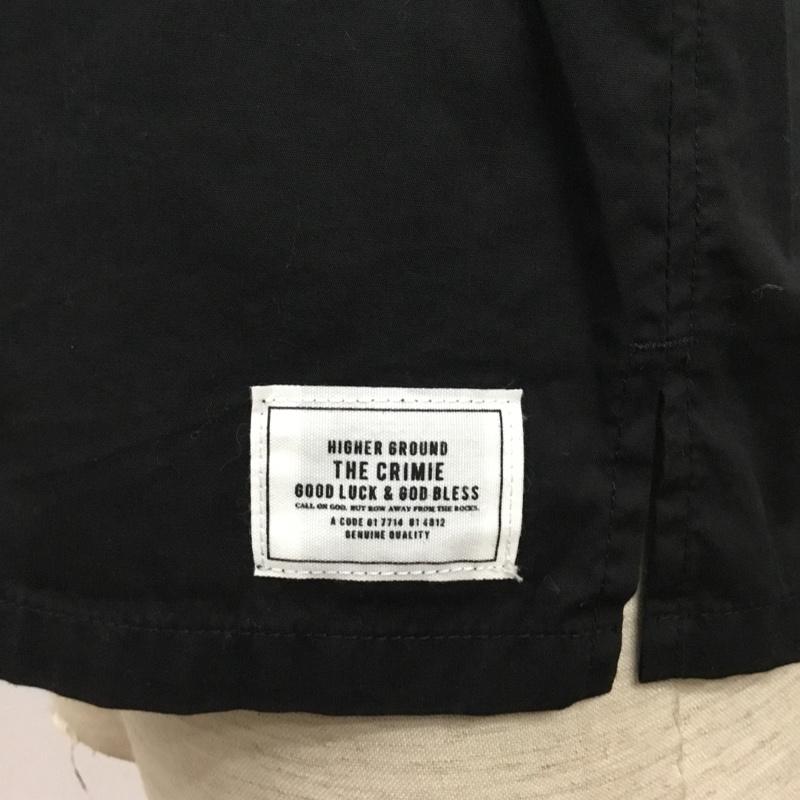 HIGHER GROUND
THE CRIMIE
GOOD LUCK & GOD BLESS
CALL ON GOD. BUT ROW AWAY FROM THE ROCKS.
A CODE 01 7714 01 4812
GENUINE QUALITY